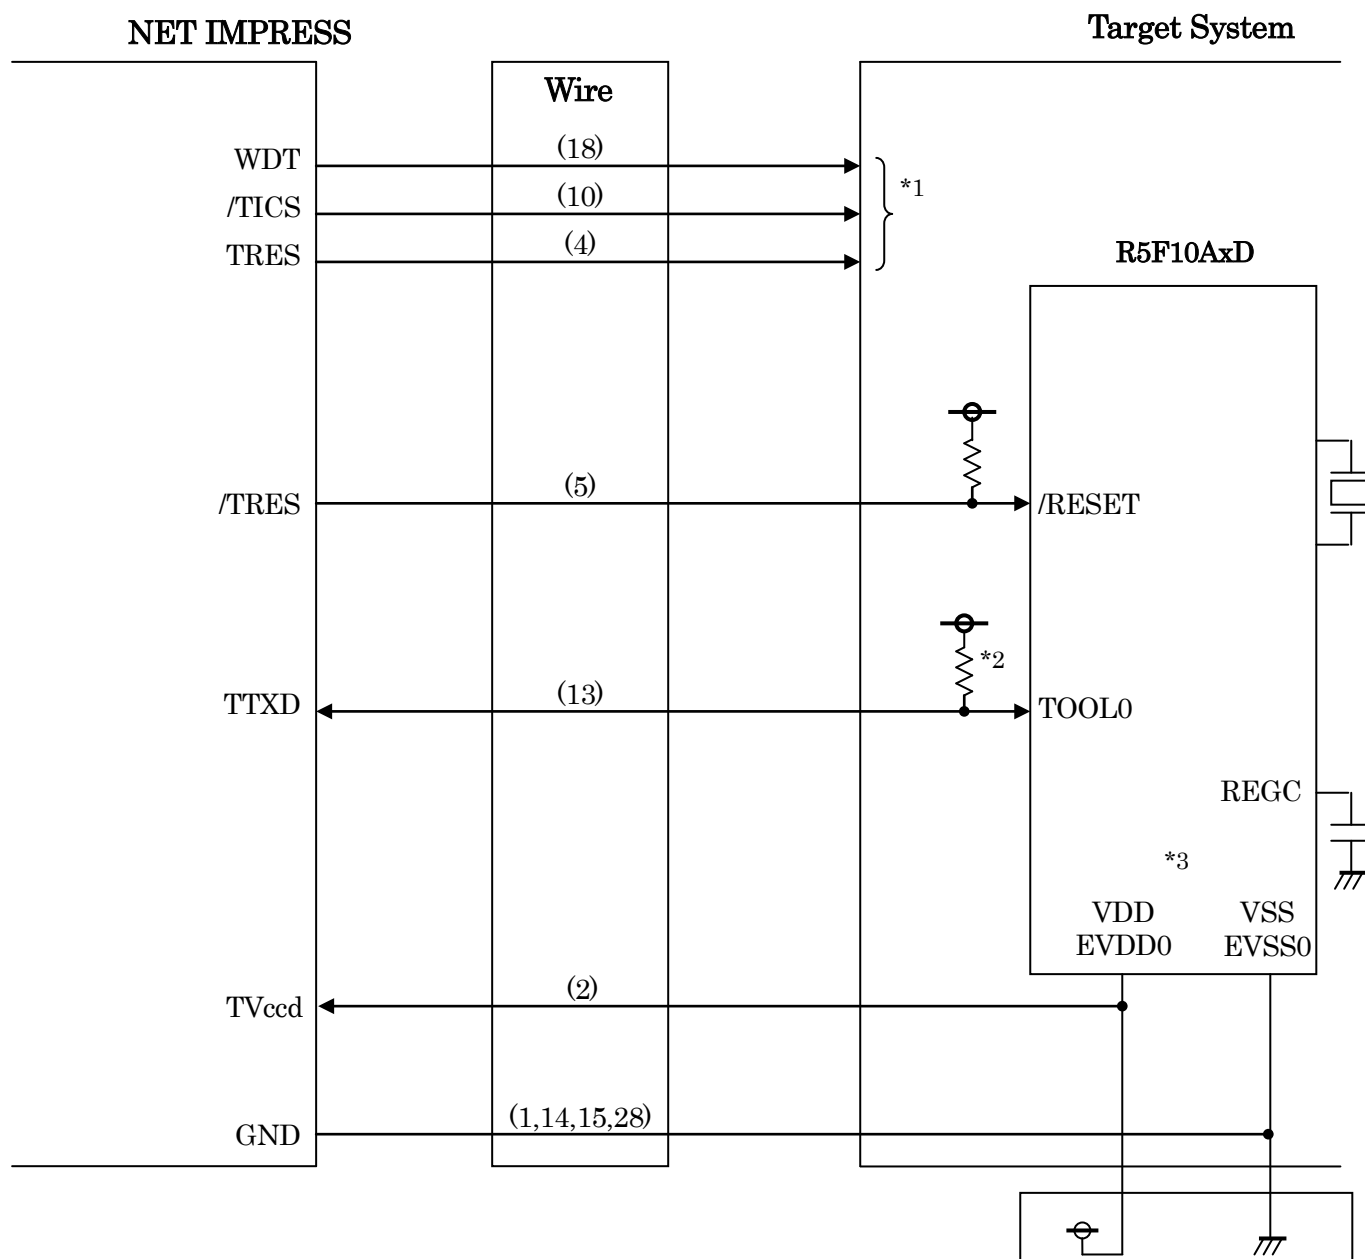 NET IMPRESS
Target System
Wire
WDT
(18)
*1
/TICS
(10)
TRES
(4)
R5F10AxD
/TRES
(5)
/RESET
*2
TTXD
(13)
TOOL0
REGC
*3
VDD
VSS
EVDD0
EVSS0
TVccd
(2)
GND
(1,14,15,28)